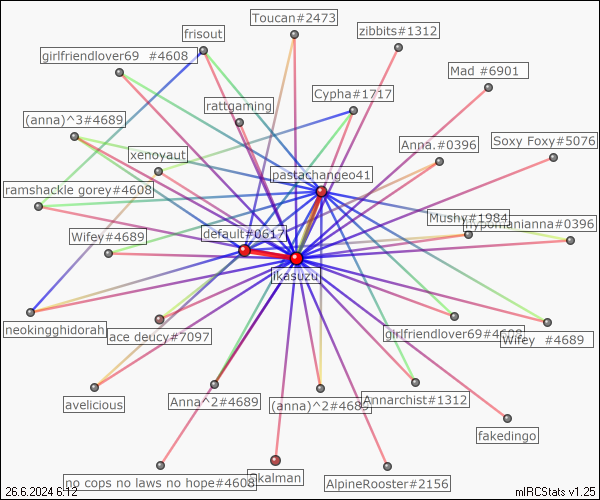 Toucan#2473
frisout
zibbits#1312
girlfriendlover69 #4608
Mad #6901
Cypha#1717
rattgaming
(anna)^3#4689
Soxy Foxy#5076
Anna.#0396
xenoyaut
pastachangeo41
ramshackle gorey#4608
Mushy#1984
hypomanianna#0396
default#0617
Wifey#4689
ikasuzu
neokingghidorah
ace deucy#7097
girlfriendlover69#4608
Wifey #4689
avelicious
Anna^2#4689
(anna)^2#4689
Annarchist#1312
fakedingo
no cops no laws no hope#4608
AlpineRooster#2156
26.6.2024 6:12
mIRCStats v1.25